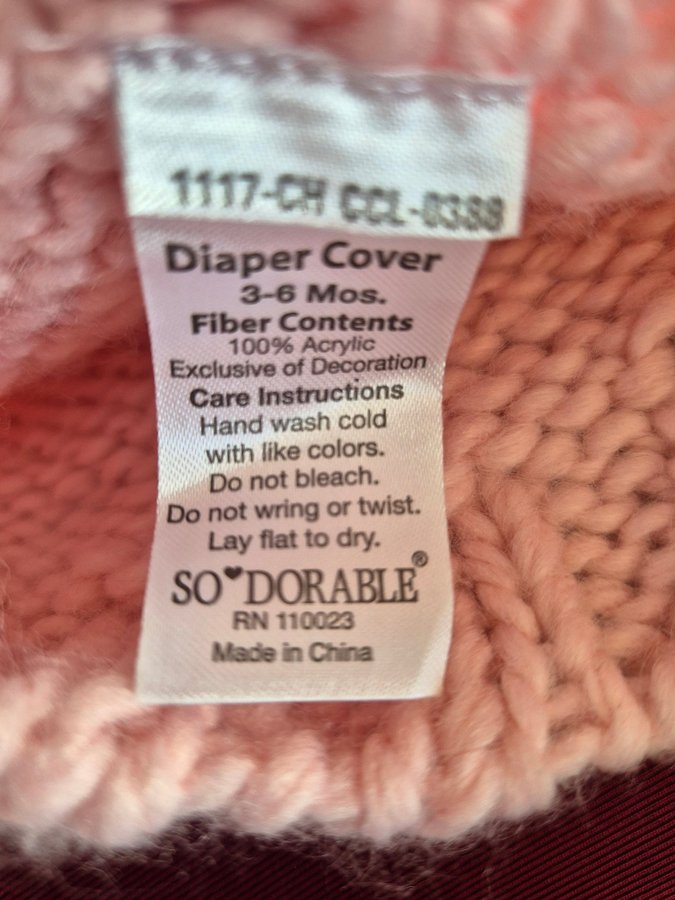 1117-CH CCL-0388
Diaper Cover
3-6 Mos.
Fiber Contents
100% Acrylic
Exclusive of Decoration
Care Instructions
Hand wash cold
with like colors.
Do not bleach.
Do not wring or twist.
Lay flat to dry.
SO♥DORABLE®
RN 110023
Made in China